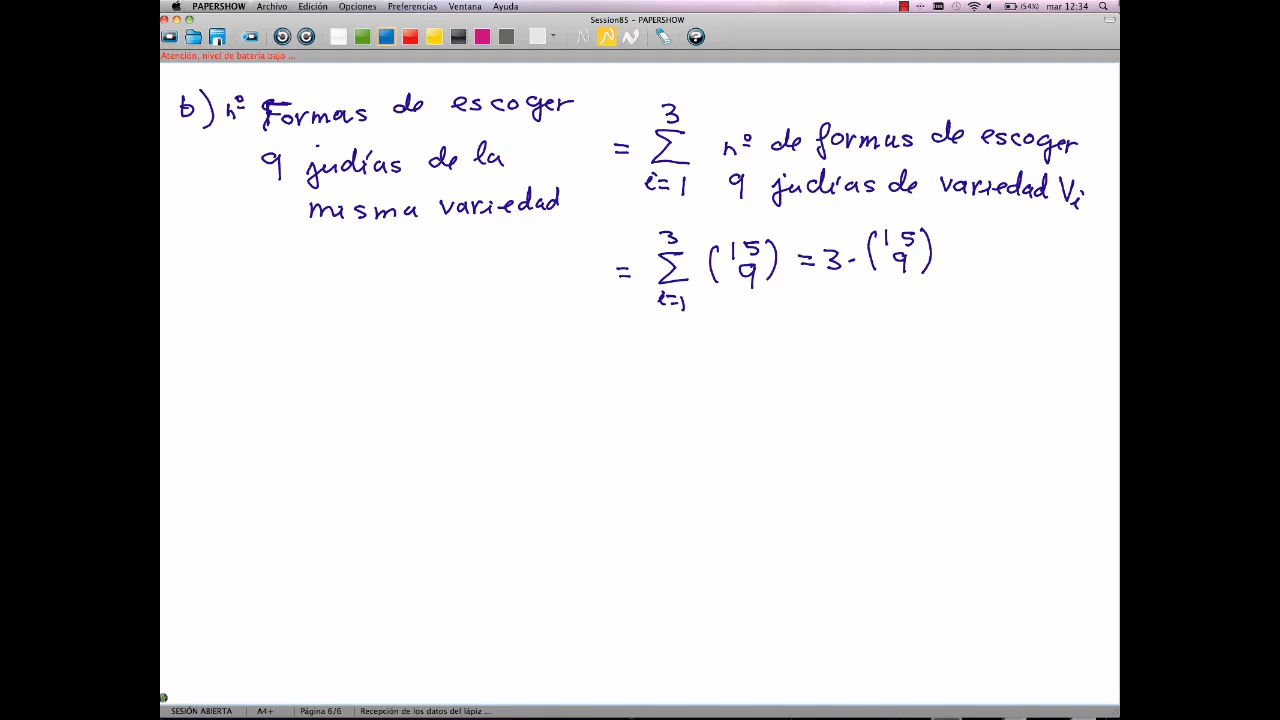 PAPERSHOW Archivo Edición Opciones Preferencias Ventana Ayuda (54%) mar 12:34
Session85 – PAPERSHOW
Atención, nivel de batería bajo ...
b) nº Formas de escoger
9 judías de la
misma variedad
= 3 ∑ i=1 nº de formas de escoger
9 judías de variedad Vi
= 3 ∑ i=1 (15 9) = 3 · (15 9)
SESIÓN ABIERTA A4+ Página 6/6 Recepción de los datos del lápiz ...